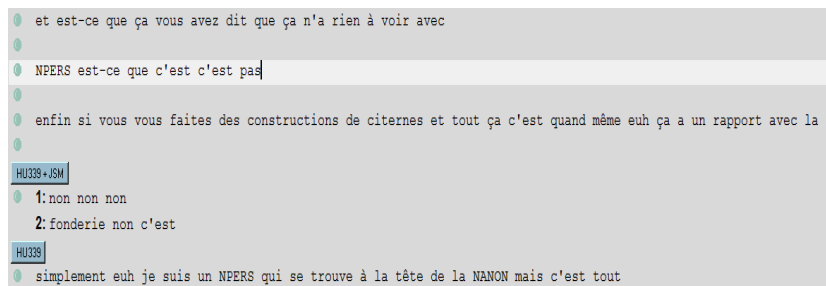 et est-ce que ça vous avez dit que ça n'a rien à voir avec
NPERS est-ce que c'est c'est pas
enfin si vous vous faites des constructions de citernes et tout ça c'est quand même euh ça a un rapport avec la
HU339+JSM
1: non non non
2: fonderie non c'est
HU339
simplement euh je suis un NPERS qui se trouve à la tête de la NANON mais c'est tout